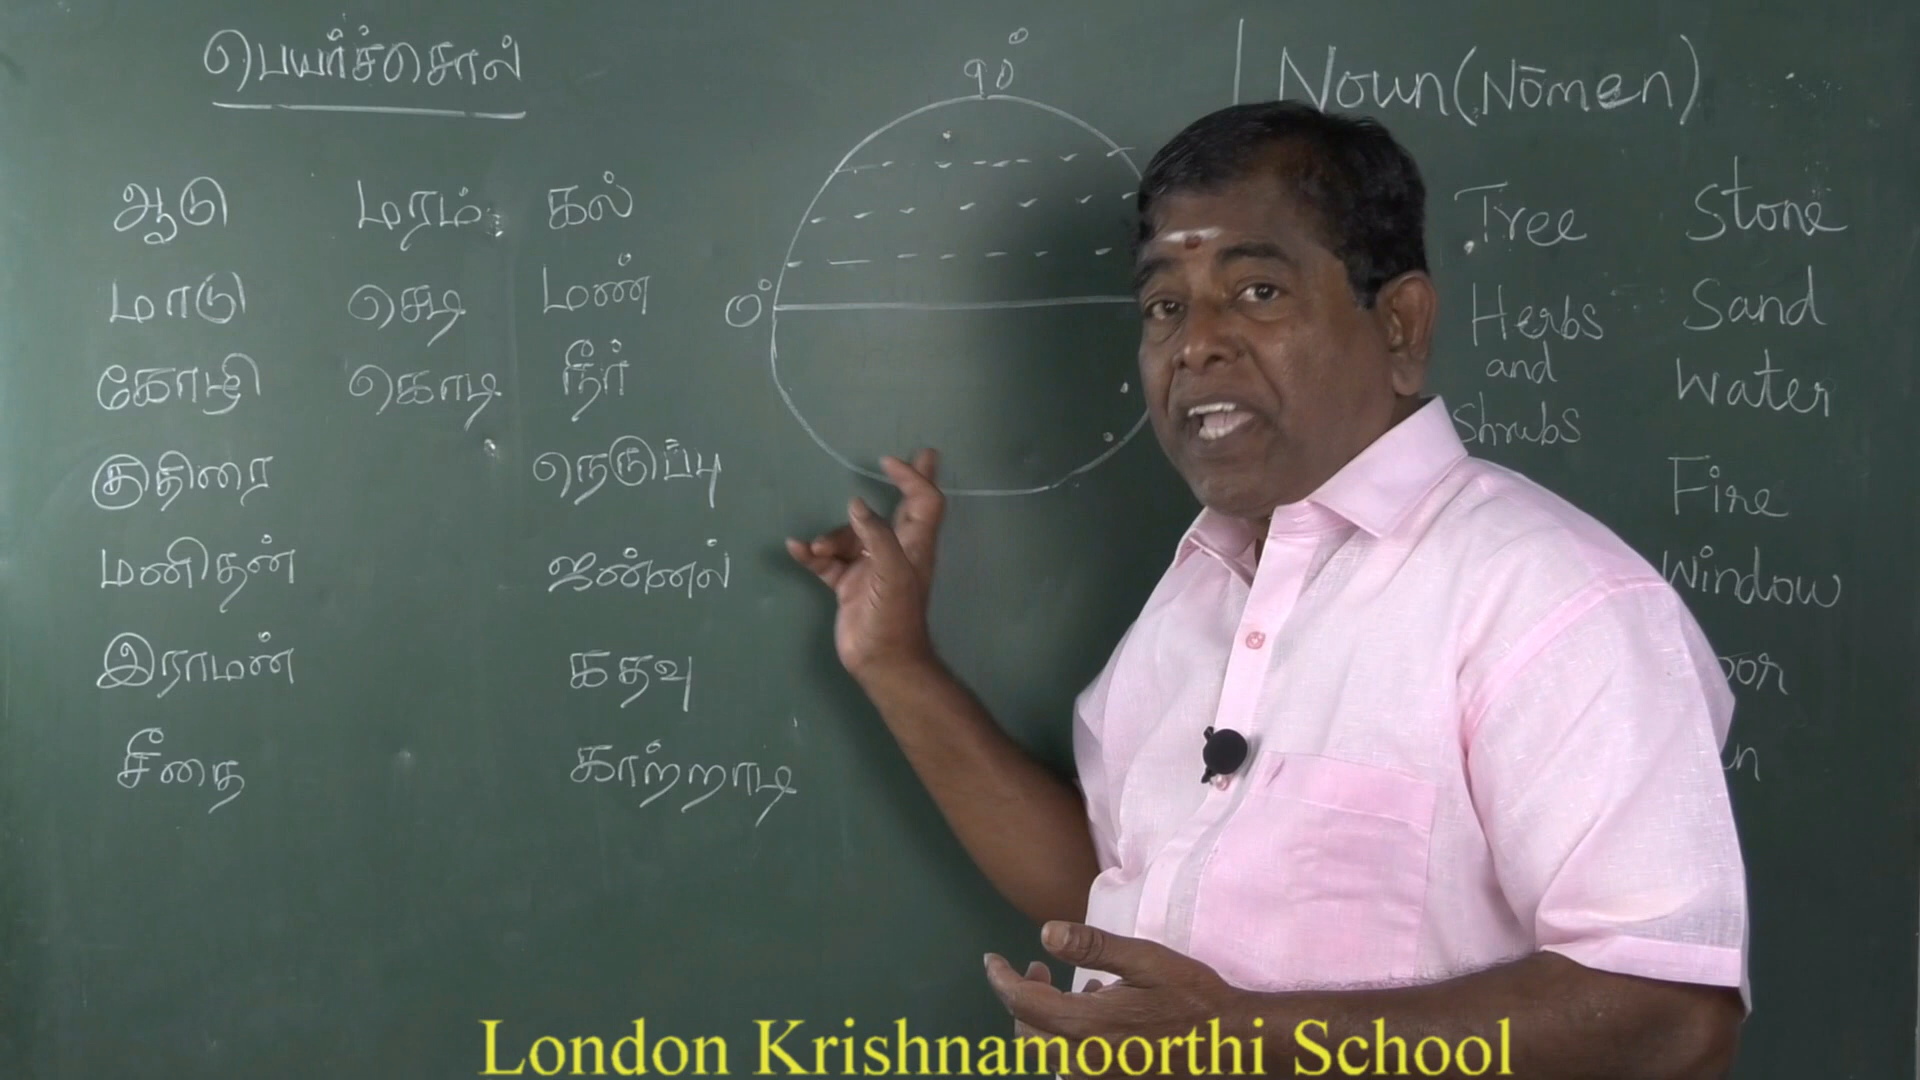 பெயர்ச்சொல்
ஆடு மரம் கல்
மாடு செடி மண்
கோழி கொடி நீர்
குதிரை நெருப்பு
மனிதன் ஜன்னல்
இராமன் கதவு
சீதை காற்றாடி
90°
0°
Noun (Nōmen)
Tree Stone
Herbs Sand
and Water
Shrubs
Fire
Window
London Krishnamoorthi School